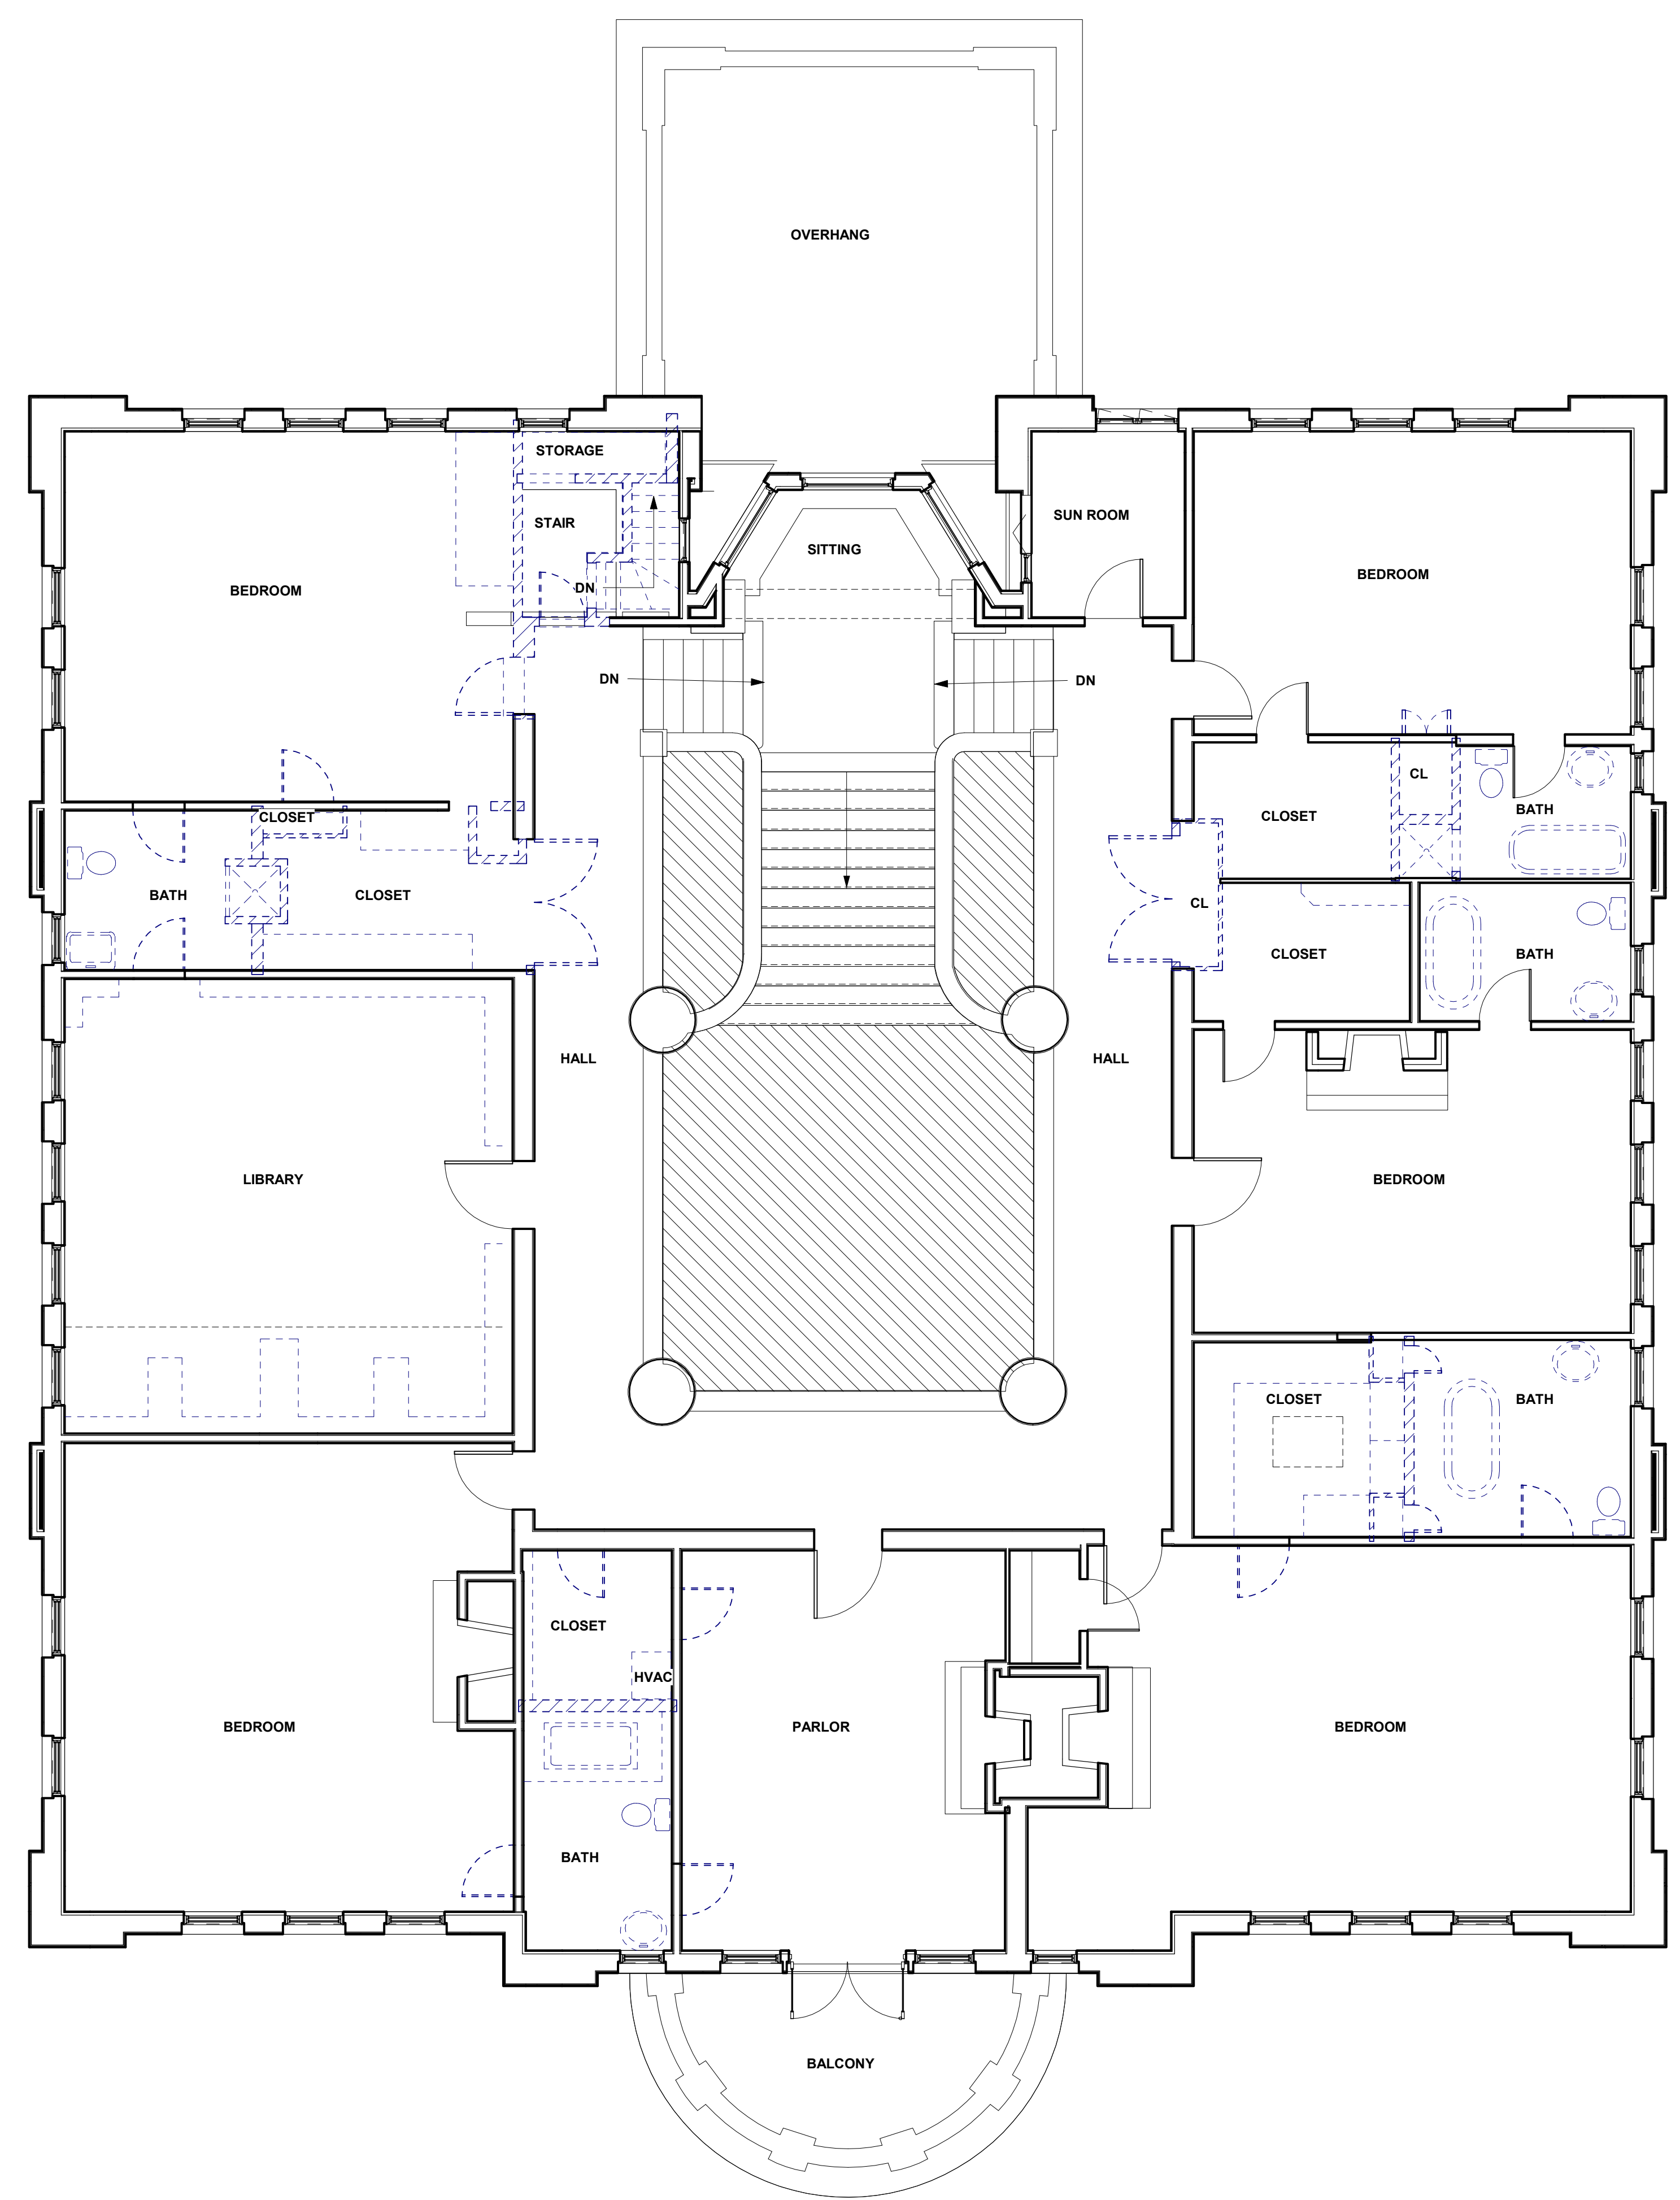 OVERHANG
STORAGE
SUN ROOM
STAIR
SITTING
BEDROOM
DN
BEDROOM
DN
DN
CL
BATH
CLOSET
CLOSET
BATH
CLOSET
CL
CLOSET
BATH
HALL
HALL
LIBRARY
BEDROOM
CLOSET
BATH
CLOSET
HVAC
BEDROOM
PARLOR
BEDROOM
BATH
BALCONY